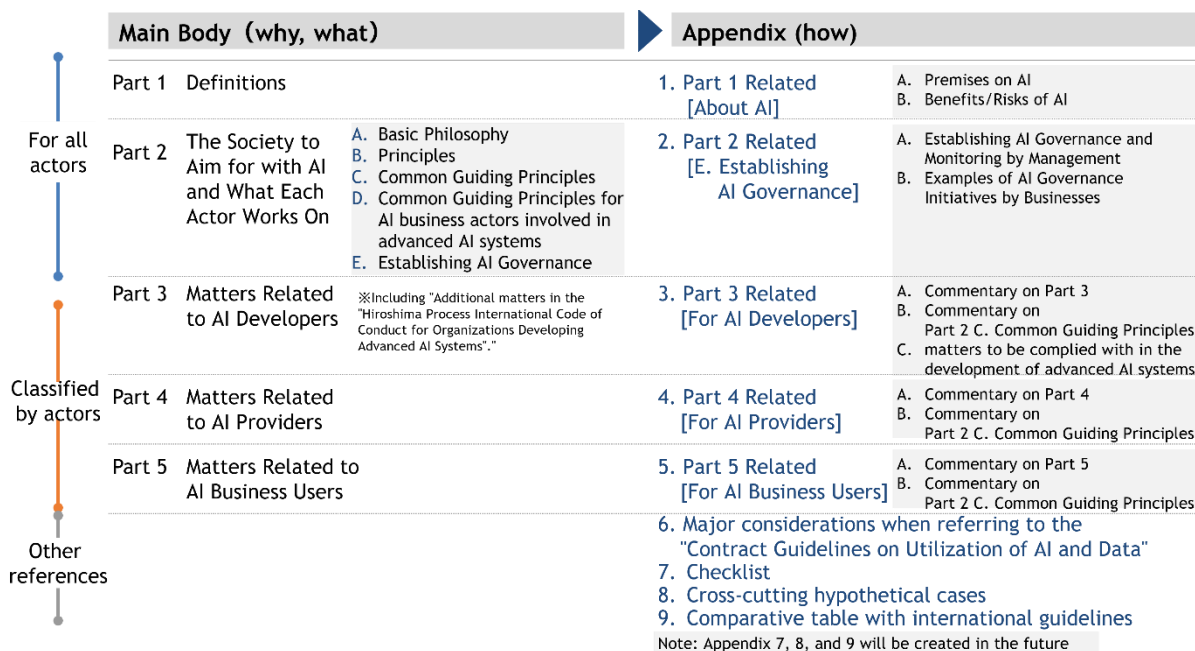 Main Body (why, what)
Appendix (how)
For all
actors
Part 1 Definitions
1. Part 1 Related
[About AI]
A. Premises on AI
B. Benefits/Risks of AI
Part 2 The Society to
Aim for with AI
and What Each
Actor Works On
A. Basic Philosophy
B. Principles
C. Common Guiding Principles
D. Common Guiding Principles for
AI business actors involved in
advanced AI systems
E. Establishing AI Governance
2. Part 2 Related
[E. Establishing
AI Governance]
A. Establishing AI Governance and
Monitoring by Management
B. Examples of AI Governance
Initiatives by Businesses
Classified
by actors
Part 3 Matters Related
to AI Developers
※Including "Additional matters in the
"Hiroshima Process International Code of
Conduct for Organizations Developing
Advanced AI Systems"."
3. Part 3 Related
[For AI Developers]
A. Commentary on Part 3
B. Commentary on
Part 2 C. Common Guiding Principles
C. matters to be complied with in the
development of advanced AI systems
Part 4 Matters Related
to AI Providers
4. Part 4 Related
[For AI Providers]
A. Commentary on Part 4
B. Commentary on
Part 2 C. Common Guiding Principles
Part 5 Matters Related to
AI Business Users
5. Part 5 Related
[For AI Business Users]
A. Commentary on Part 5
B. Commentary on
Part 2 C. Common Guiding Principles
Other
references
6. Major considerations when referring to the
"Contract Guidelines on Utilization of AI and Data"
7. Checklist
8. Cross-cutting hypothetical cases
9. Comparative table with international guidelines
Note: Appendix 7, 8, and 9 will be created in the future